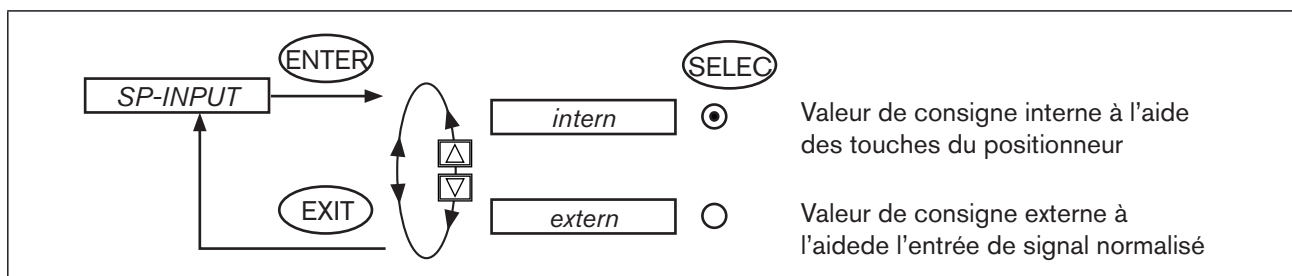 ENTER
SELEC
SP-INPUT
intern
Valeur de consigne interne à l'aide
des touches du positionneur
EXIT
extern
Valeur de consigne externe à
l'aidede l'entrée de signal normalisé